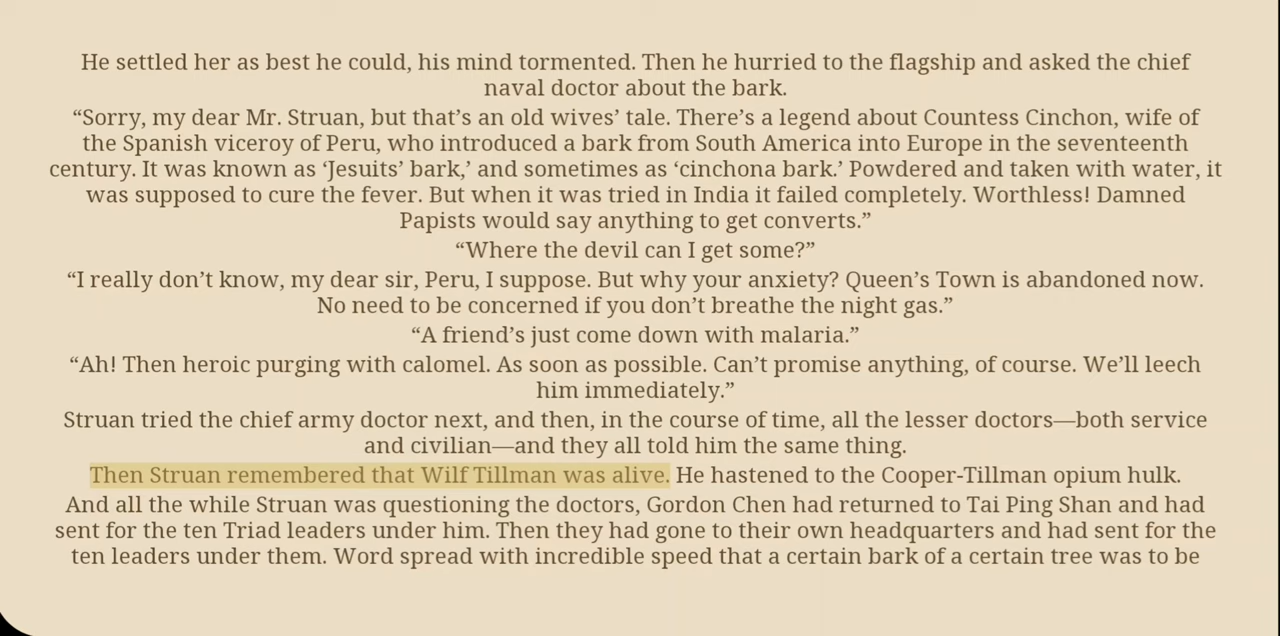 He settled her as best he could, his mind tormented. Then he hurried to the flagship and asked the chief
naval doctor about the bark.
“Sorry, my dear Mr. Struan, but that’s an old wives’ tale. There’s a legend about Countess Cinchon, wife of
the Spanish viceroy of Peru, who introduced a bark from South America into Europe in the seventeenth
century. It was known as ‘Jesuits’ bark,’ and sometimes as ‘cinchona bark.’ Powdered and taken with water, it
was supposed to cure the fever. But when it was tried in India it failed completely. Worthless! Damned
Papists would say anything to get converts.”
“Where the devil can I get some?”
“I really don’t know, my dear sir, Peru, I suppose. But why your anxiety? Queen’s Town is abandoned now.
No need to be concerned if you don’t breathe the night gas.”
“A friend’s just come down with malaria.”
“Ah! Then heroic purging with calomel. As soon as possible. Can’t promise anything, of course. We’ll leech
him immediately.”
Struan tried the chief army doctor next, and then, in the course of time, all the lesser doctors—both service
and civilian—and they all told him the same thing.
Then Struan remembered that Wilf Tillman was alive. He hastened to the Cooper-Tillman opium hulk.
And all the while Struan was questioning the doctors, Gordon Chen had returned to Tai Ping Shan and had
sent for the ten Triad leaders under him. Then they had gone to their own headquarters and had sent for the
ten leaders under them. Word spread with incredible speed that a certain bark of a certain tree was to be